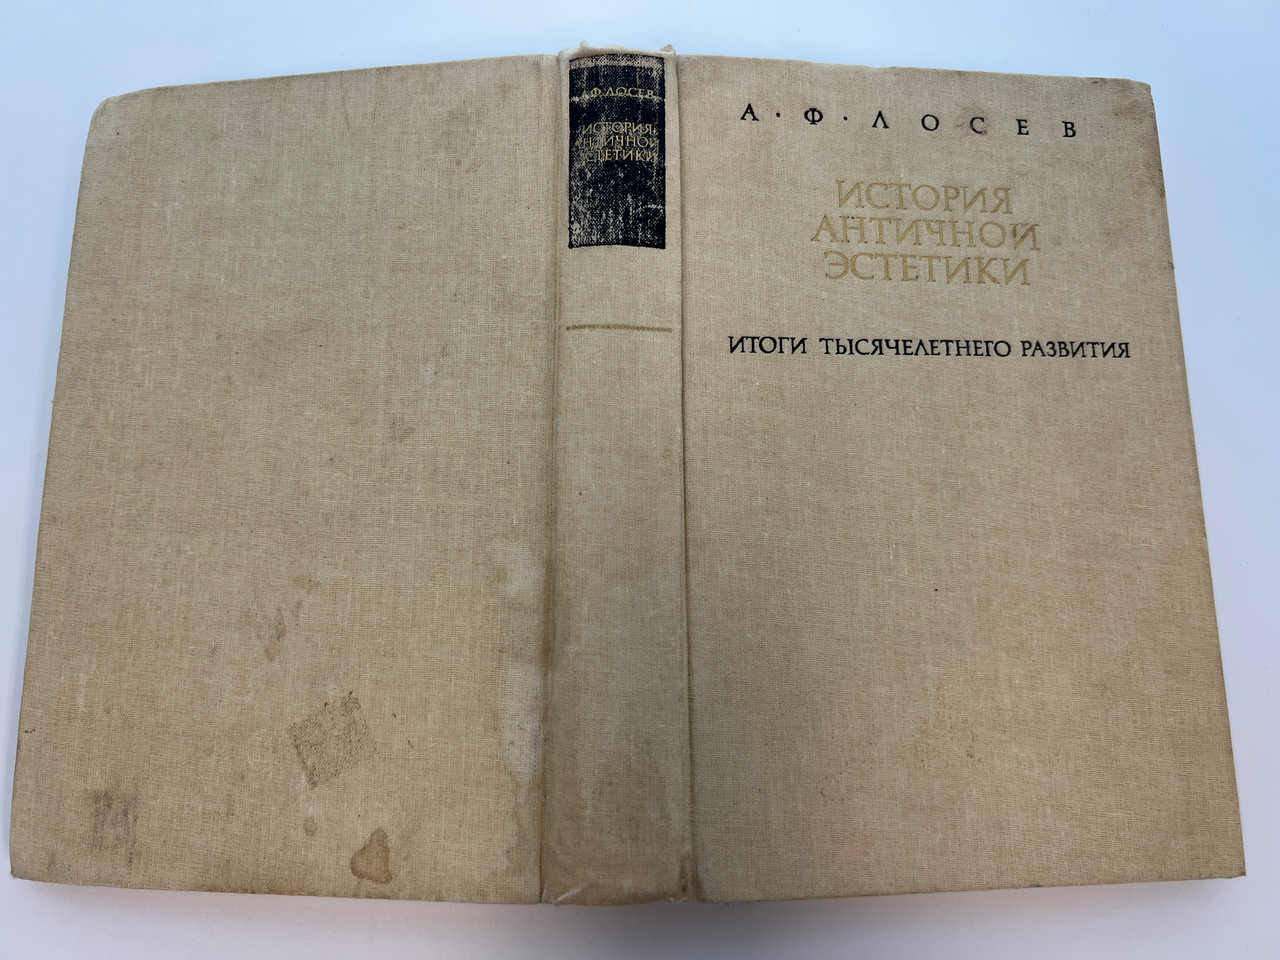 А.Ф.ЛОСЕВ
ИСТОРИЯ
АНТИЧНОЙ
ЭСТЕТИКИ
А · Ф · ЛОСЕВ
ИСТОРИЯ
АНТИЧНОЙ
ЭСТЕТИКИ
ИТОГИ ТЫСЯЧЕЛЕТНЕГО РАЗВИТИЯ